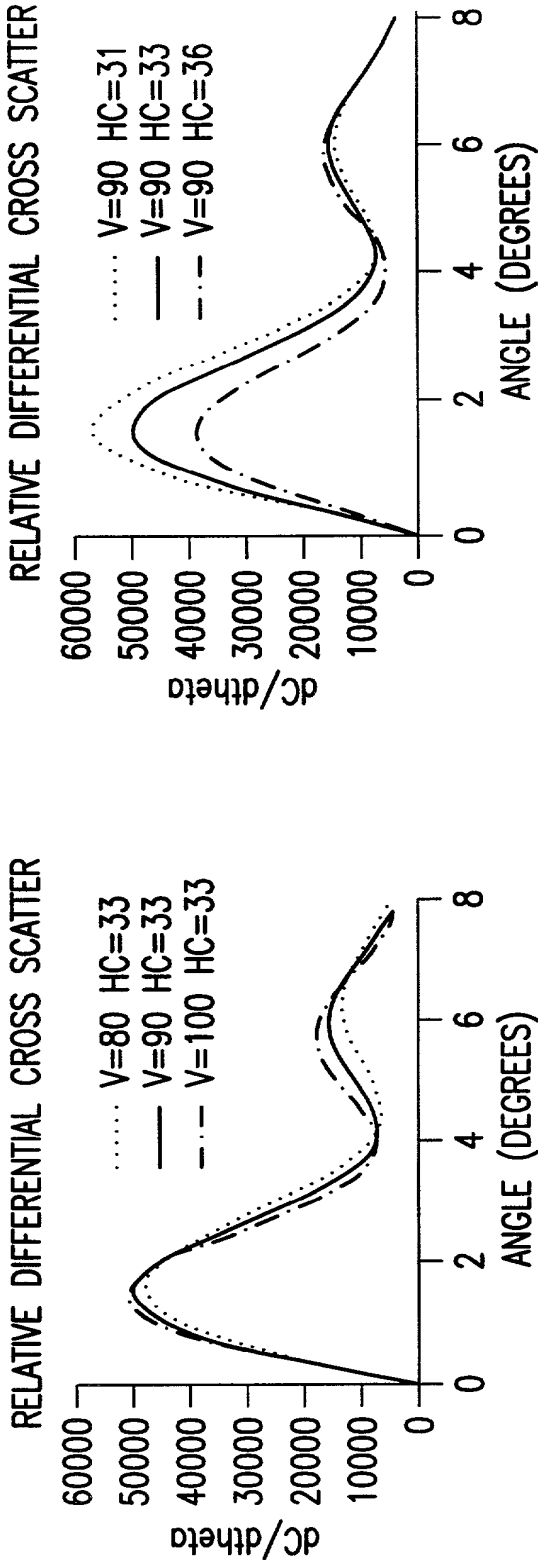 RELATIVE DIFFERENTIAL CROSS SCATTER
V=80 HC=33
V=90 HC=33
V=100 HC=33
60000
50000
40000
30000
20000
10000
0
dC/dtheta
0
2
4
6
8
ANGLE (DEGREES)
RELATIVE DIFFERENTIAL CROSS SCATTER
V=90 HC=31
V=90 HC=33
V=90 HC=36
60000
50000
40000
30000
20000
10000
0
dC/dtheta
0
2
4
6
8
ANGLE (DEGREES)